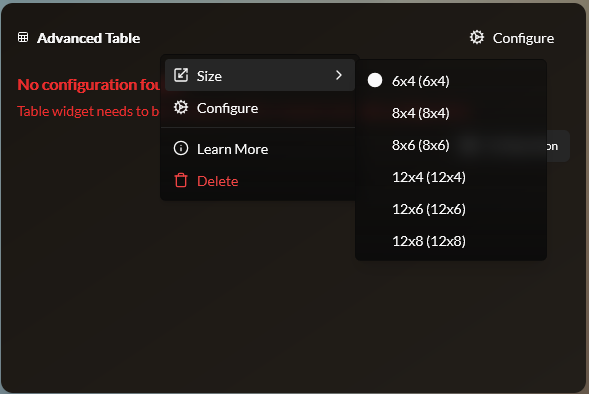 Advanced Table
Configure
No configuration fou
Table widget needs to b
Size
Configure
Learn More
Delete
6x4 (6x4)
8x4 (8x4)
8x6 (8x6)
12x4 (12x4)
12x6 (12x6)
12x8 (12x8)
on